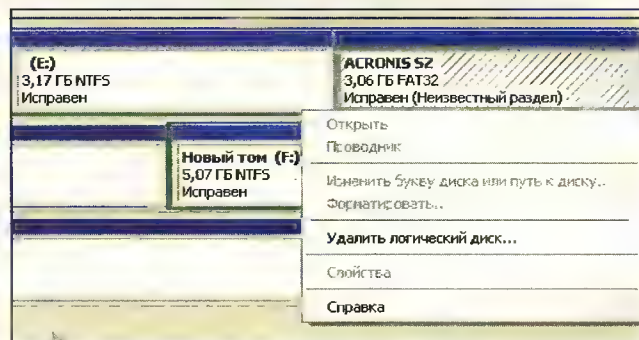 (E:)
3,17 ГБ NTFS
Исправен
ACRONIS SZ
3,06 ГБ FAT32
Исправен (Неизвестный раздел)
Новый том (F:)
5,07 ГБ NTFS
Исправен
Открыть
Проводник
Изменить букву диска или путь к диску...
Форматировать...
Удалить логический диск...
Свойства
Справка